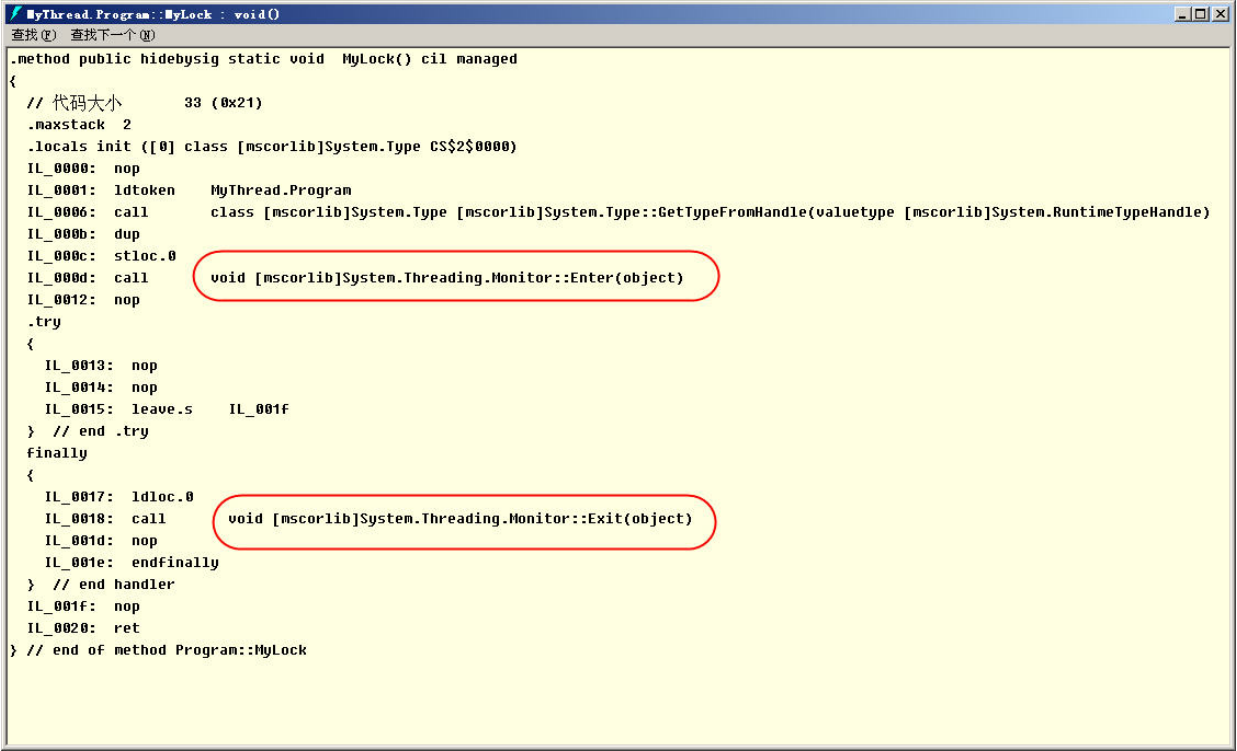 MyThread.Program::MyLock : void()
查找(F) 查找下一个(N)
.method public hidebysig static void  MyLock() cil managed
{
  // 代码大小       33 (0x21)
  .maxstack  2
  .locals init ([0] class [mscorlib]System.Type CS$2$0000)
  IL_0000:  nop
  IL_0001:  ldtoken    MyThread.Program
  IL_0006:  call       class [mscorlib]System.Type [mscorlib]System.Type::GetTypeFromHandle(valuetype [mscorlib]System.RuntimeTypeHandle)
  IL_000b:  dup
  IL_000c:  stloc.0
  IL_000d:  call       void [mscorlib]System.Threading.Monitor::Enter(object)
  IL_0012:  nop
  .try
  {
    IL_0013:  nop
    IL_0014:  nop
    IL_0015:  leave.s    IL_001f
  }  // end .try
  finally
  {
    IL_0017:  ldloc.0
    IL_0018:  call       void [mscorlib]System.Threading.Monitor::Exit(object)
    IL_001d:  nop
    IL_001e:  endfinally
  }  // end handler
  IL_001f:  nop
  IL_0020:  ret
} // end of method Program::MyLock